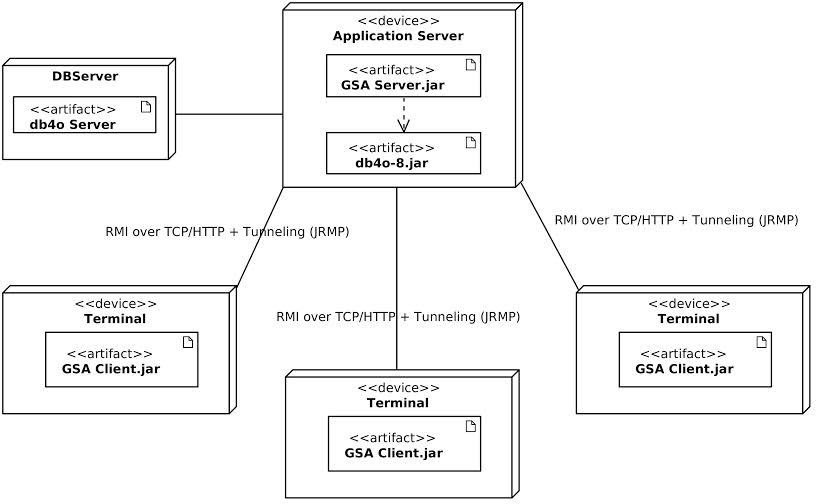 <<device>>
Application Server
<<artifact>>
GSA Server.jar
<<artifact>>
db4o-8.jar
DBServer
<<artifact>>
db4o Server
RMI over TCP/HTTP + Tunneling (JRMP)
RMI over TCP/HTTP + Tunneling (JRMP)
RMI over TCP/HTTP + Tunneling (JRMP)
<<device>>
Terminal
<<artifact>>
GSA Client.jar
<<device>>
Terminal
<<artifact>>
GSA Client.jar
<<device>>
Terminal
<<artifact>>
GSA Client.jar